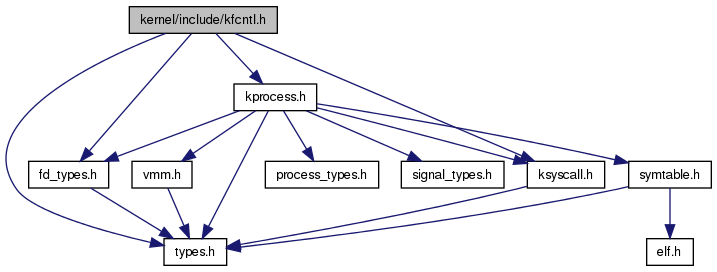 kernel/include/kfcntl.h
kprocess.h
fd_types.h
vmm.h
process_types.h
signal_types.h
ksyscall.h
symtable.h
types.h
elf.h